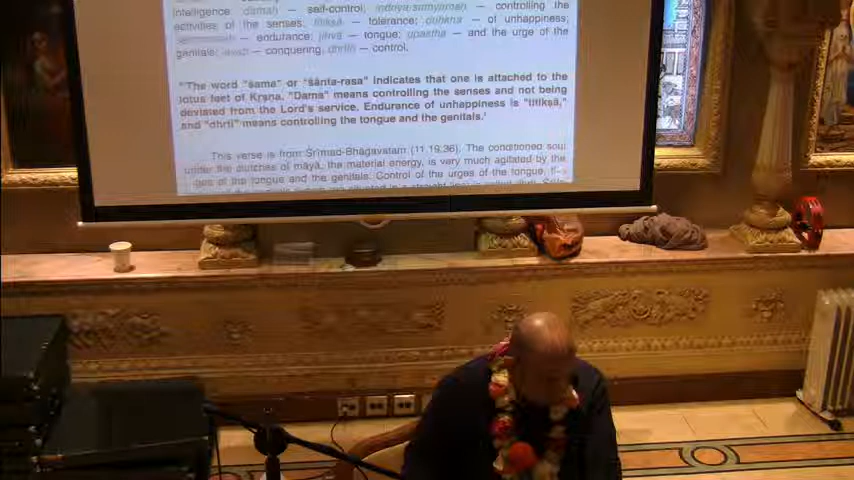 intelligence; damaḥ — self-control; indriya-saṁyamaḥ — controlling the
activities of the senses; titikṣā — tolerance; duḥkha — of unhappiness;
— endurance; jihvā — tongue; upastha — and the urge of the
genitals; jayaḥ — conquering; dhṛtiḥ — control.
"The word "śama" or "śānta-rasa" indicates that one is attached to the
lotus feet of Kṛṣṇa. "Dama" means controlling the senses and not being
deviated from the Lord's service. Endurance of unhappiness is "titikṣā,"
and "dhṛti" means controlling the tongue and the genitals.'
This verse is from Śrīmad-Bhāgavatam (11.19.36). The conditioned soul
under the clutches of māyā, the material energy, is very much agitated by the
urges of the tongue and the genitals. Control of the urges of the tongue,